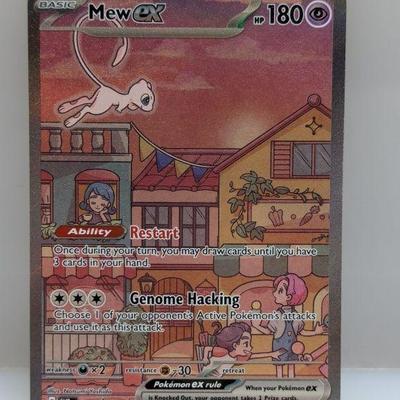 BASIC
Mew ex HP 180
Ability Restart
Once during your turn, you may draw cards until you have
3 cards in your hand.
Genome Hacking
Choose 1 of your opponent's Active Pokémon's attacks
and use it as this attack.
weakness ×2 resistance -30 retreat
Pokémon ex rule When your Pokémon ex
is Knocked Out, your opponent takes 2 Prize cards.
Illus.